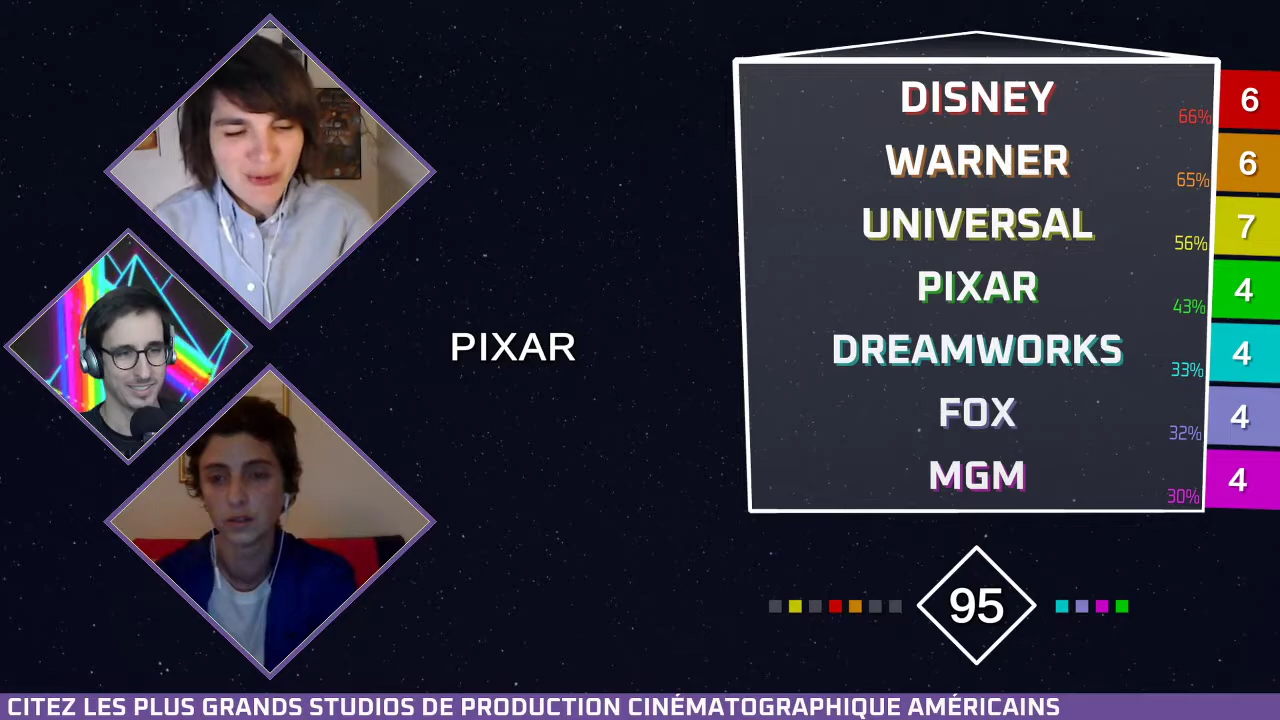 DISNEY
66%
6
WARNER
65%
6
UNIVERSAL
56%
7
PIXAR
43%
4
DREAMWORKS
33%
4
FOX
32%
4
MGM
30%
4
PIXAR
95
CITEZ LES PLUS GRANDS STUDIOS DE PRODUCTION CINÉMATOGRAPHIQUE AMÉRICAINS